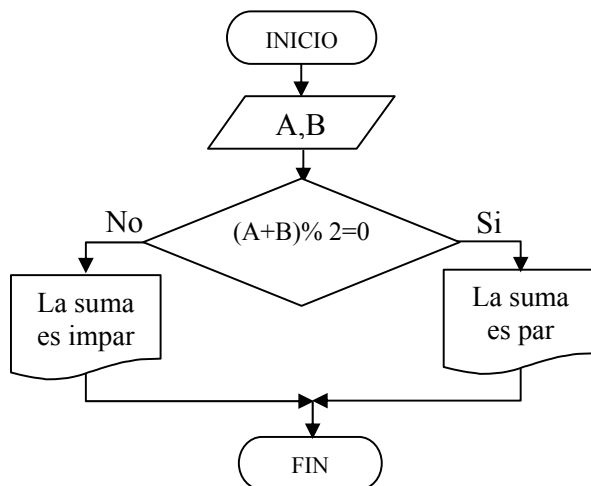 INICIO
A,B
No
(A+B)% 2=0
Si
La suma
es impar
La suma
es par
FIN